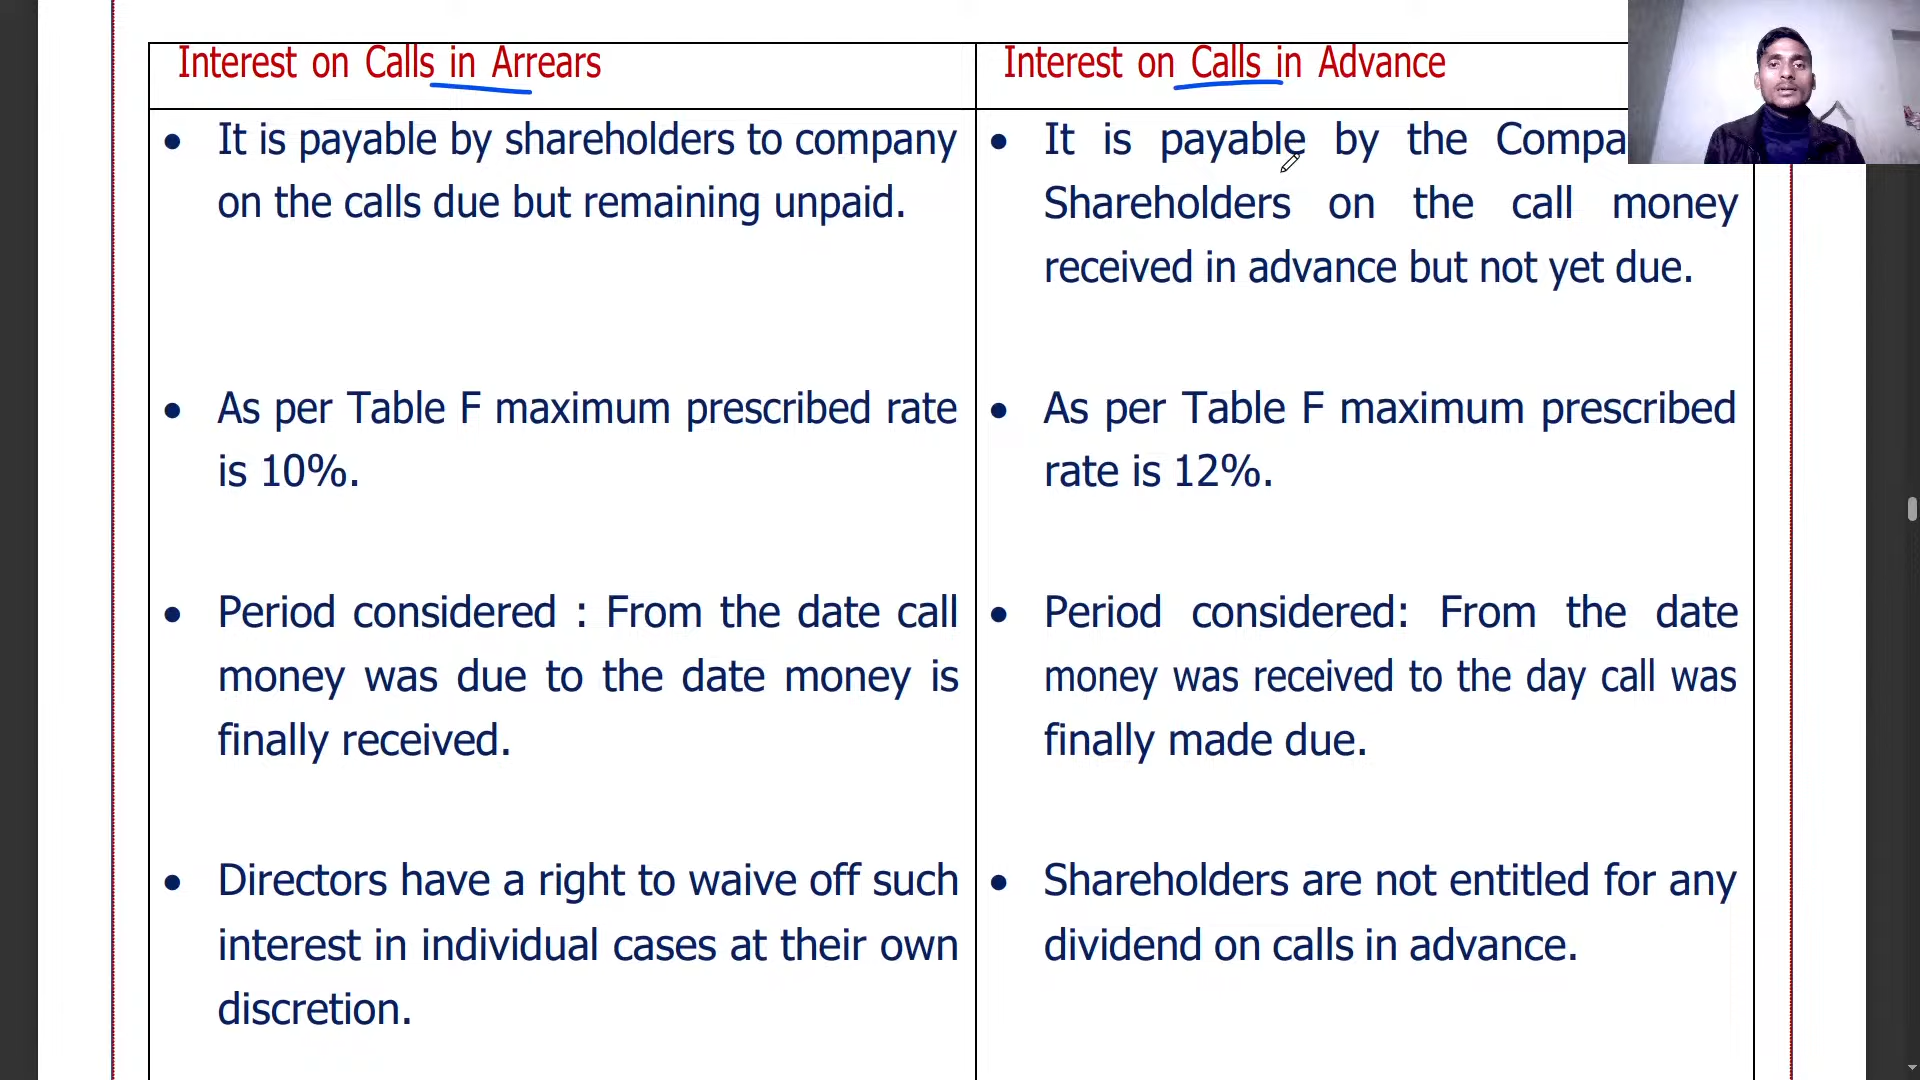 Interest on Calls in Arrears
Interest on Calls in Advance
• It is payable by shareholders to company
on the calls due but remaining unpaid.
• It is payable by the
Shareholders on the call money
received in advance but not yet due.
• As per Table F maximum prescribed rate
is 10%.
• As per Table F maximum prescribed
rate is 12%.
• Period considered : From the date call
money was due to the date money is
finally received.
• Period considered: From the date
money was received to the day call was
finally made due.
• Directors have a right to waive off such
interest in individual cases at their own
discretion.
• Shareholders are not entitled for any
dividend on calls in advance.